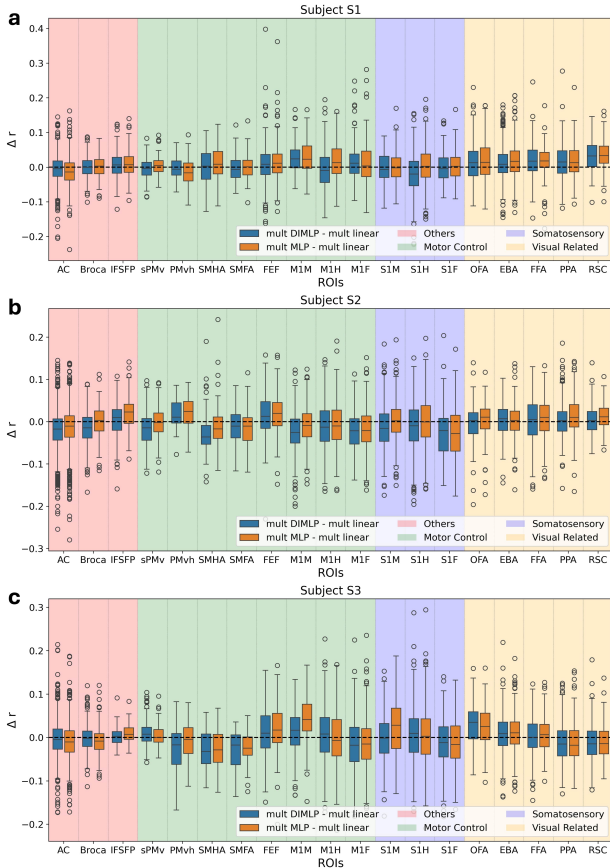 a
Subject S1
Δ r
0.4
0.3
0.2
0.1
0.0
−0.1
−0.2
mult DIMLP - mult linear
mult MLP - mult linear
Others
Motor Control
Somatosensory
Visual Related
AC Broca IFSFP sPMv PMvh SMHA SMFA FEF M1M M1H M1F S1M S1H S1F OFA EBA FFA PPA RSC
ROIs
b
Subject S2
Δ r
0.2
0.1
0.0
−0.1
−0.2
−0.3
mult DIMLP - mult linear
mult MLP - mult linear
Others
Motor Control
Somatosensory
Visual Related
AC Broca IFSFP sPMv PMvh SMHA SMFA FEF M1M M1H M1F S1M S1H S1F OFA EBA FFA PPA RSC
ROIs
c
Subject S3
Δ r
0.3
0.2
0.1
0.0
−0.1
−0.2
mult DIMLP - mult linear
mult MLP - mult linear
Others
Motor Control
Somatosensory
Visual Related
AC Broca IFSFP sPMv PMvh SMHA SMFA FEF M1M M1H M1F S1M S1H S1F OFA EBA FFA PPA RSC
ROIs